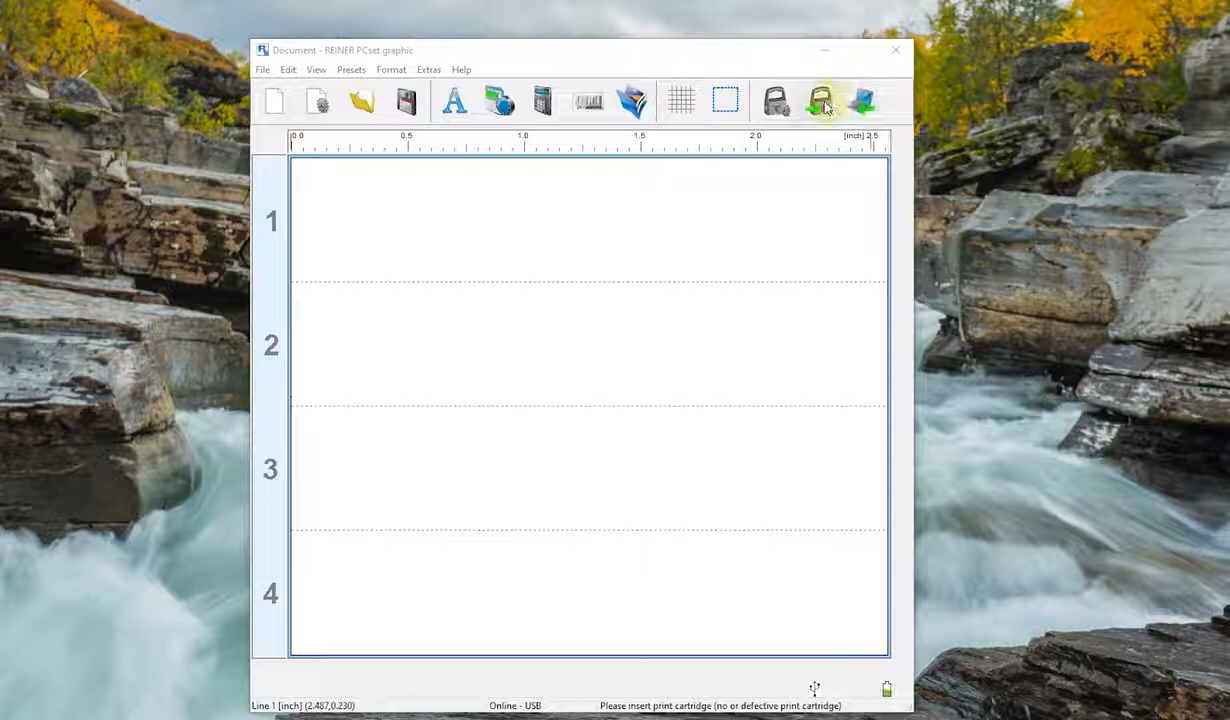 Document - REINER PCset graphic
File Edit View Presets Format Extras Help
A
0.0 0.5 1.0 1.5 2.0 [inch] 2.5
1
2
3
4
Line 1 [inch] (2.487,0.230) Online - USB Please insert print cartridge (no or defective print cartridge)